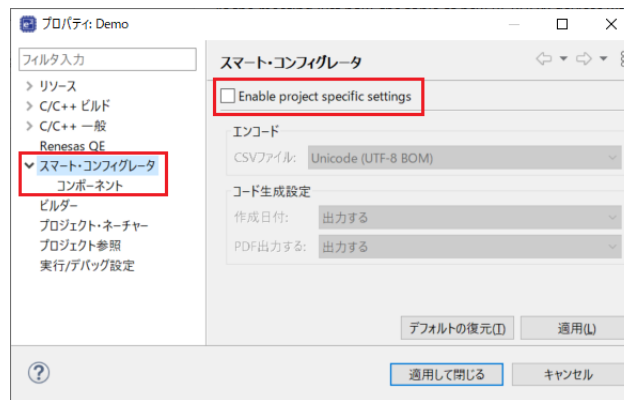 プロパティ: Demo
フィルタ入力
リソース
C/C++ ビルド
C/C++ 一般
Renesas QE
スマート・コンフィグレータ
コンポーネント
ビルダー
プロジェクト・ネーチャー
プロジェクト参照
実行/デバッグ設定
スマート・コンフィグレータ
Enable project specific settings
エンコード
CSVファイル: Unicode (UTF-8 BOM)
コード生成設定
作成日付: 出力する
PDF出力する: 出力する
デフォルトの復元(T) 適用(L)
? 適用して閉じる キャンセル